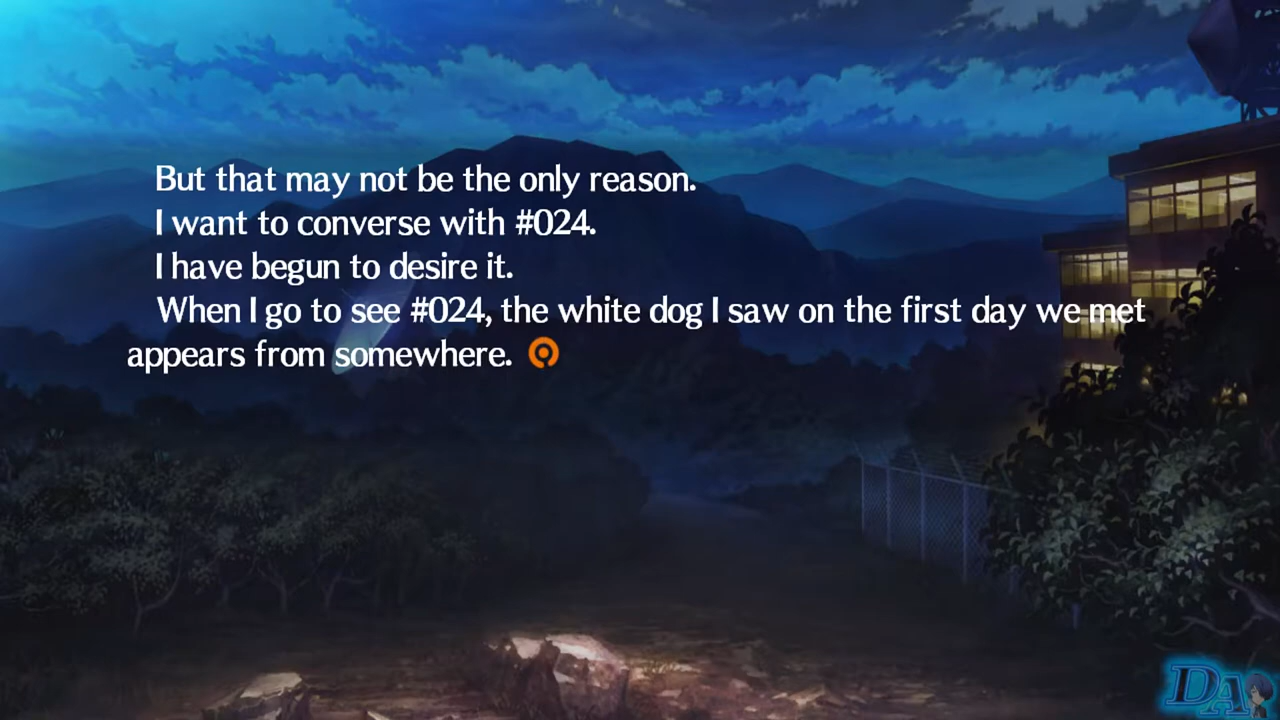 But that may not be the only reason.
I want to converse with #024.
I have begun to desire it.
When I go to see #024, the white dog I saw on the first day we met
appears from somewhere.
DA